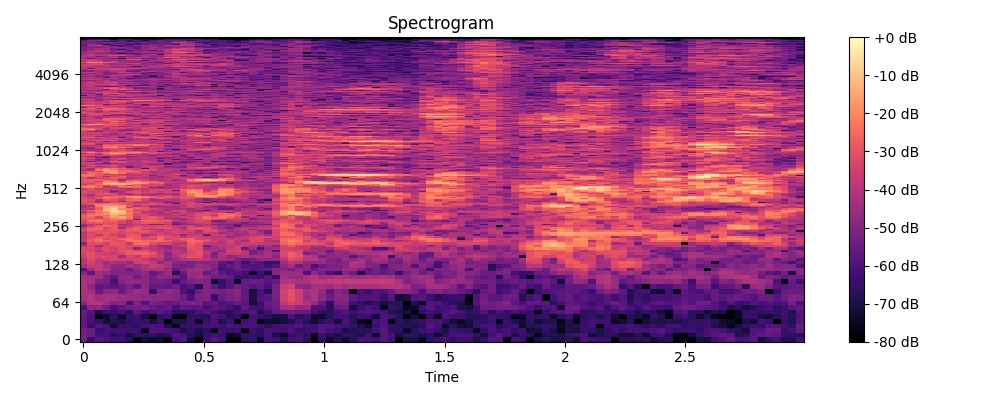 Spectrogram
Hz
4096
2048
1024
512
256
128
64
0
0
0.5
1
1.5
2
2.5
Time
+0 dB
-10 dB
-20 dB
-30 dB
-40 dB
-50 dB
-60 dB
-70 dB
-80 dB